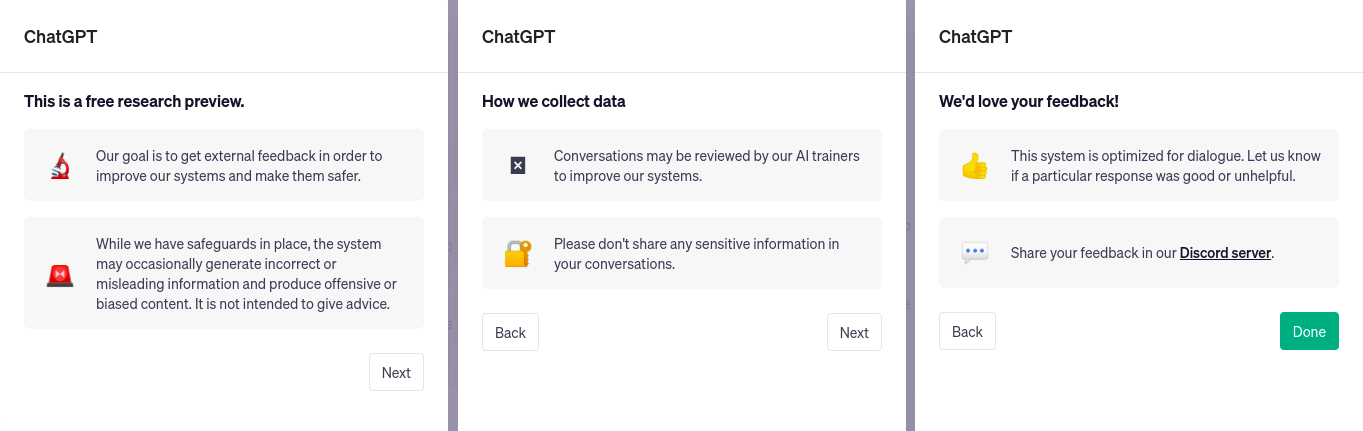 ChatGPT
This is a free research preview.
Our goal is to get external feedback in order to
improve our systems and make them safer.
While we have safeguards in place, the system
may occasionally generate incorrect or
misleading information and produce offensive or
biased content. It is not intended to give advice.
Next
ChatGPT
How we collect data
Conversations may be reviewed by our AI trainers
to improve our systems.
Please don't share any sensitive information in
your conversations.
Back
Next
ChatGPT
We'd love your feedback!
This system is optimized for dialogue. Let us know
if a particular response was good or unhelpful.
Share your feedback in our Discord server.
Back
Done